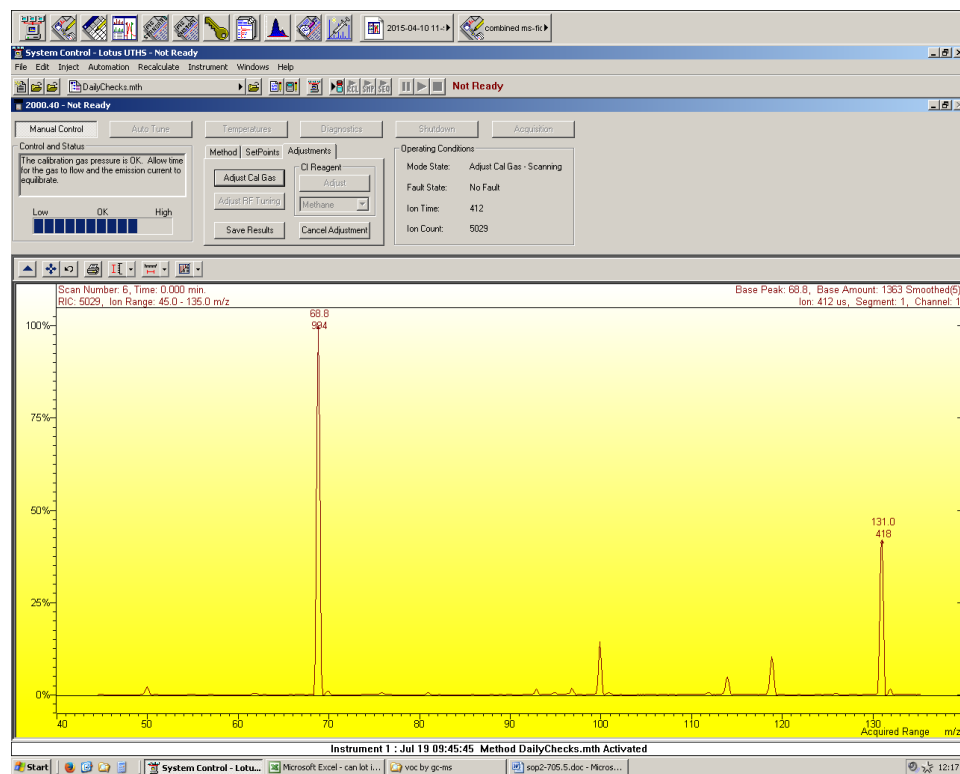 2015-04-10 11-
combined ms-fic
System Control - Lotus UTHS - Not Ready
File Edit Inject Automation Recalculate Instrument Windows Help
DailyChecks.mth
RCL SMP SEQ
Not Ready
2000.40 - Not Ready
Manual Control Auto Tune Temperatures Diagnostics Shutdown Acquisition
Control and Status
The calibration gas pressure is OK. Allow time
for the gas to flow and the emission current to
equilibrate.
Low OK High
Method SetPoints Adjustments
Adjust Cal Gas
Adjust RF Tuning
Save Results
CI Reagent
Adjust
Methane
Cancel Adjustment
Operating Conditions
Mode State: Adjust Cal Gas - Scanning
Fault State: No Fault
Ion Time: 412
Ion Count: 5029
Scan Number: 6, Time: 0.000 min.
RIC: 5029, Ion Range: 45.0 - 135.0 m/z
Base Peak: 68.8, Base Amount: 1363 Smoothed(5)
Ion: 412 us, Segment: 1, Channel: 1
68.8
994
131.0
418
100%
75%
50%
25%
0%
40 50 60 70 80 90 100 110 120 130
Acquired Range m/z
Instrument 1 : Jul 19 09:45:45 Method DailyChecks.mth Activated
Start System Control - Lotu... Microsoft Excel - can lot i... voc by gc-ms sop2-705.5.doc - Micros... 12:17